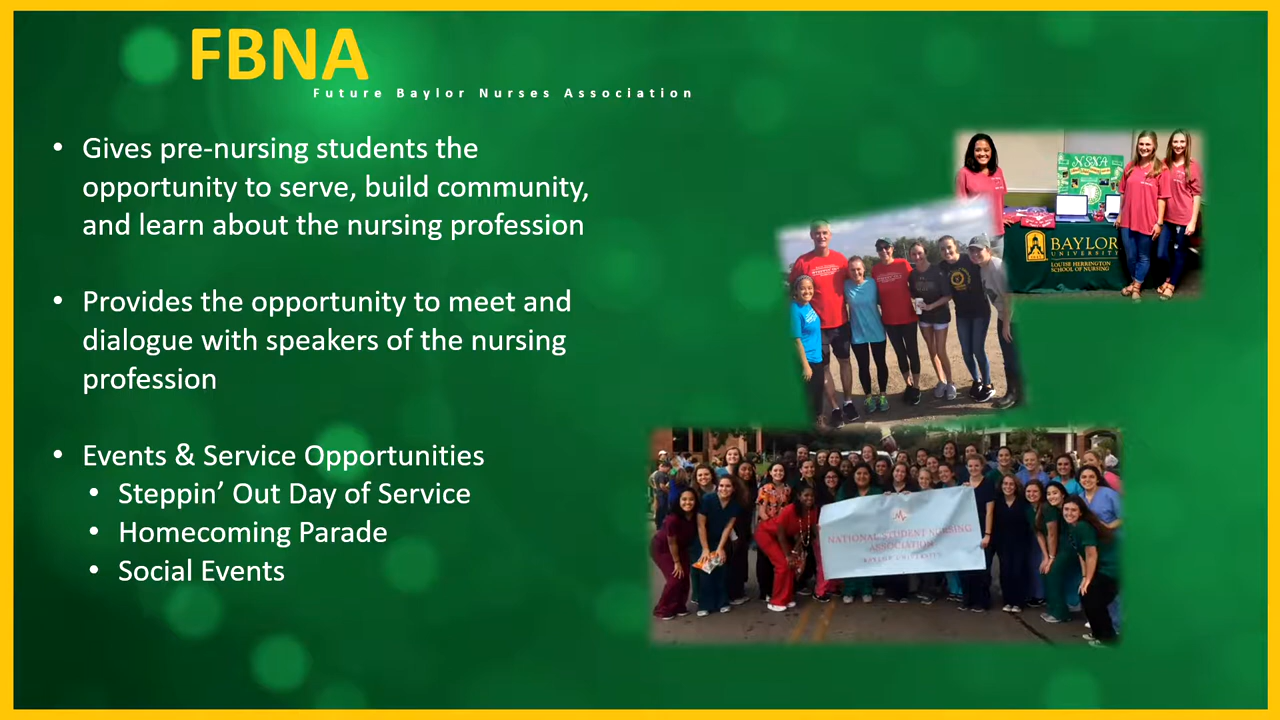 FBNA
Future Baylor Nurses Association
• Gives pre-nursing students the
opportunity to serve, build community,
and learn about the nursing profession
• Provides the opportunity to meet and
dialogue with speakers of the nursing
profession
• Events & Service Opportunities
• Steppin’ Out Day of Service
• Homecoming Parade
• Social Events
NSNA
BAYLOR
UNIVERSITY
LOUISE HERRINGTON
SCHOOL OF NURSING
NATIONAL STUDENT NURSING
ASSOCIATION
BAYLOR UNIVERSITY